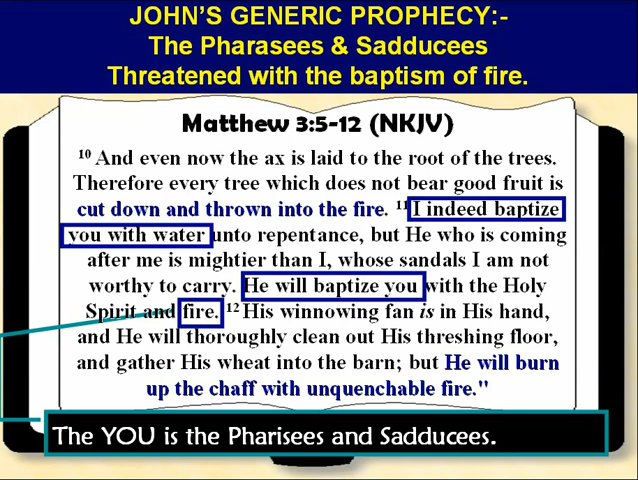 JOHN'S GENERIC PROPHECY:-
The Pharasees & Sadducees
Threatened with the baptism of fire.
Matthew 3:5-12 (NKJV)
10 And even now the ax is laid to the root of the trees.
Therefore every tree which does not bear good fruit is
cut down and thrown into the fire. 11 I indeed baptize
you with water unto repentance, but He who is coming
after me is mightier than I, whose sandals I am not
worthy to carry. He will baptize you with the Holy
Spirit and fire. 12 His winnowing fan is in His hand,
and He will thoroughly clean out His threshing floor,
and gather His wheat into the barn; but He will burn
up the chaff with unquenchable fire."
The YOU is the Pharisees and Sadducees.